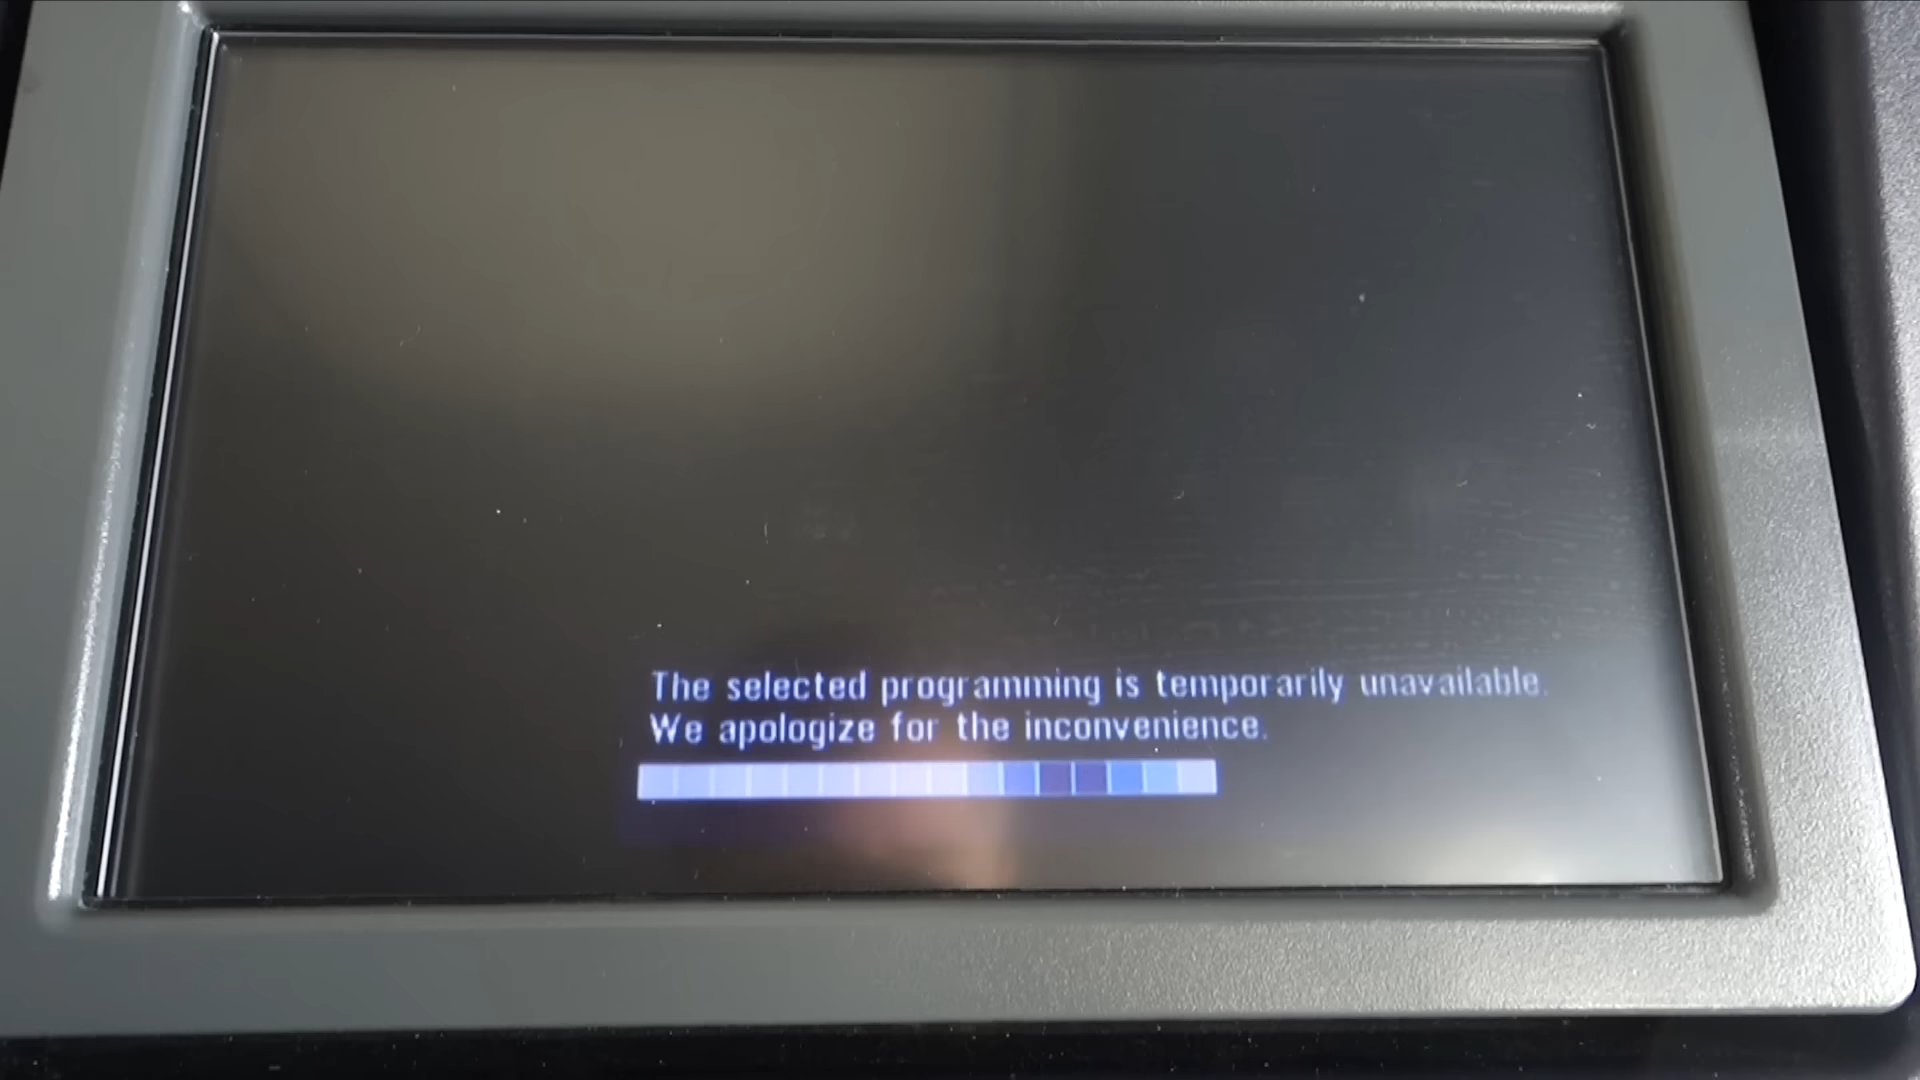 The selected programming is temporarily unavailable.
We apologize for the inconvenience.